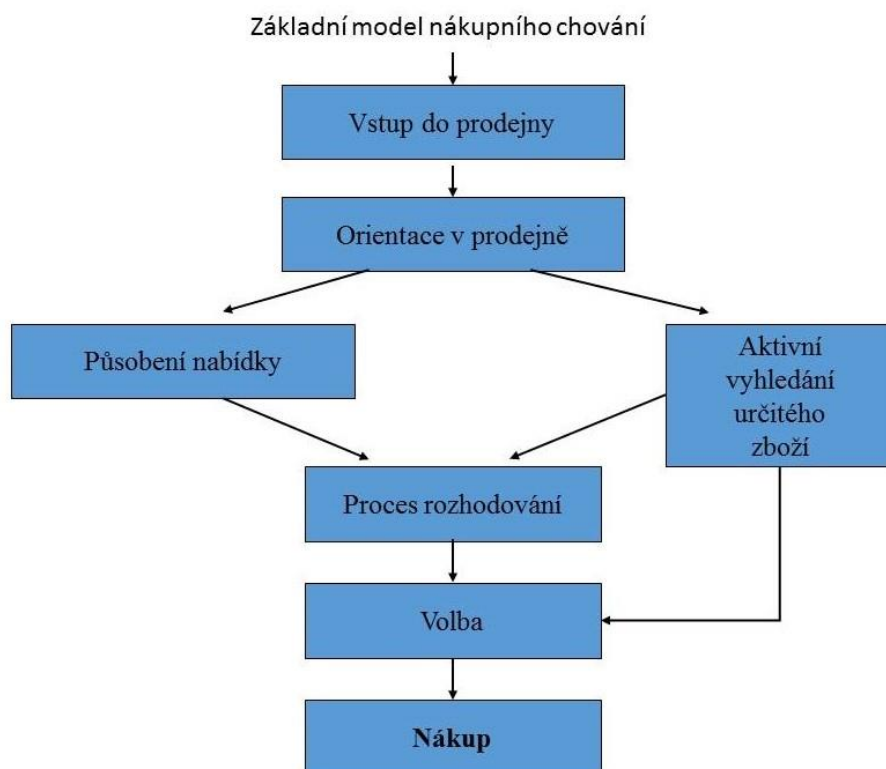 Základní model nákupního chování
Vstup do prodejny
Orientace v prodejně
Působení nabídky
Aktivní
vyhledání
určitého
zboží
Proces rozhodování
Volba
Nákup